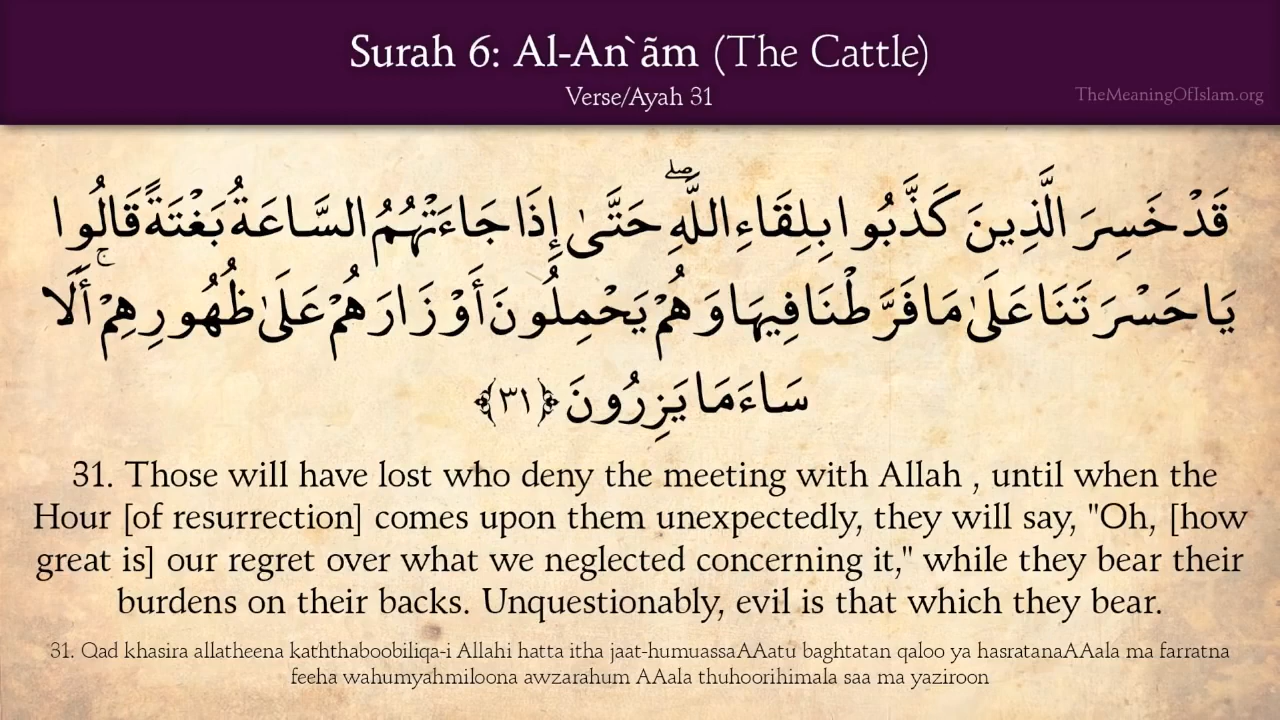 Surah 6: Al-An`ãm (The Cattle)
Verse/Ayah 31
TheMeaningOfIslam.org
قَدْ خَسِرَ الَّذِينَ كَذَّبُوا بِلِقَاءِ اللَّهِ ۖ حَتَّىٰ إِذَا جَاءَتْهُمُ السَّاعَةُ بَغْتَةً قَالُوا
يَا حَسْرَتَنَا عَلَىٰ مَا فَرَّطْنَا فِيهَا وَهُمْ يَحْمِلُونَ أَوْزَارَهُمْ عَلَىٰ ظُهُورِهِمْ ۚ أَلَا
سَاءَ مَا يَزِرُونَ ﴿٣١﴾
31. Those will have lost who deny the meeting with Allah , until when the
Hour [of resurrection] comes upon them unexpectedly, they will say, "Oh, [how
great is] our regret over what we neglected concerning it," while they bear their
burdens on their backs. Unquestionably, evil is that which they bear.
31. Qad khasira allatheena kaththaboobiliqa-i Allahi hatta itha jaat-humuassaAAatu baghtatan qaloo ya hasratanaAAala ma farratna
feeha wahumyahmiloona awzarahum AAala thuhoorihimala saa ma yaziroon